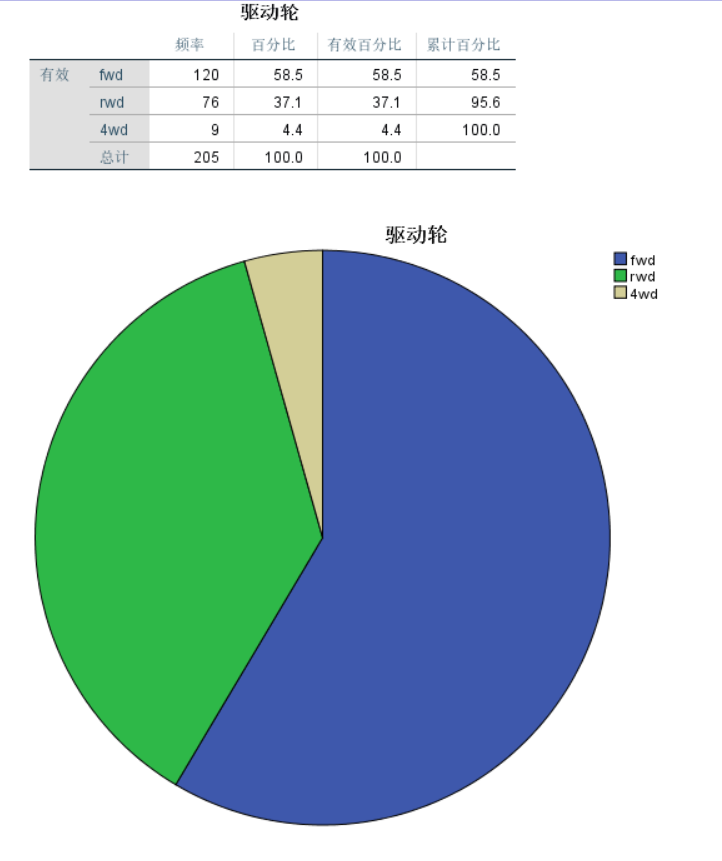 驱动轮
频率 百分比 有效百分比 累计百分比
有效 fwd 120 58.5 58.5 58.5
rwd 76 37.1 37.1 95.6
4wd 9 4.4 4.4 100.0
总计 205 100.0 100.0
驱动轮
fwd
rwd
4wd